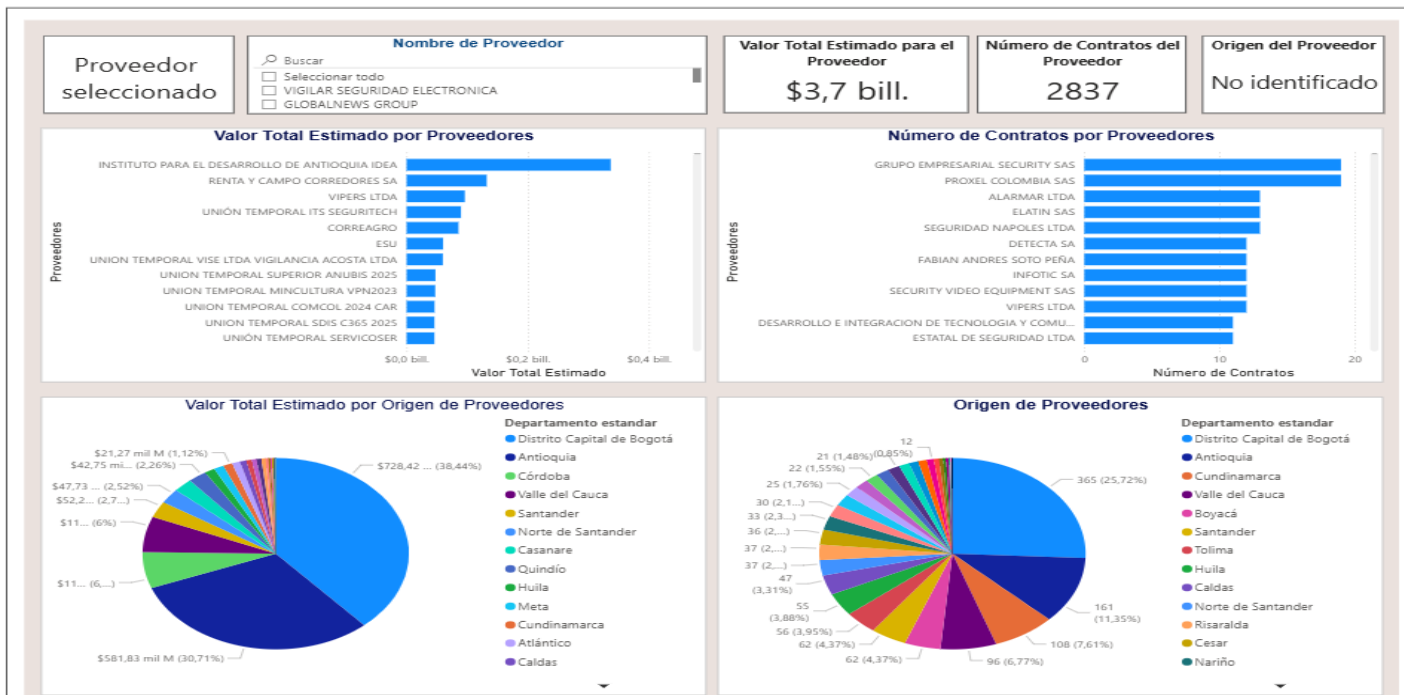 Proveedor
seleccionado
Nombre de Proveedor
Buscar
Seleccionar todo
VIGILAR SEGURIDAD ELECTRONICA
GLOBALNEWS GROUP
Valor Total Estimado para el
Proveedor
$3,7 bill.
Número de Contratos del
Proveedor
2837
Origen del Proveedor
No identificado
Valor Total Estimado por Proveedores
Proveedores
INSTITUTO PARA EL DESARROLLO DE ANTIOQUIA IDEA
RENTA Y CAMPO CORREDORES SA
VIPERS LTDA
UNIÓN TEMPORAL ITS SEGURITECH
CORREAGRO
ESU
UNION TEMPORAL VISE LTDA VIGILANCIA ACOSTA LTDA
UNION TEMPORAL SUPERIOR ANUBIS 2025
UNION TEMPORAL MINCULTURA VPN2023
UNION TEMPORAL COMCOL 2024 CAR
UNION TEMPORAL SDIS C365 2025
UNIÓN TEMPORAL SERVICOSER
$0,0 bill. $0,2 bill. $0,4 bill.
Valor Total Estimado
Número de Contratos por Proveedores
Proveedores
GRUPO EMPRESARIAL SECURITY SAS
PROXEL COLOMBIA SAS
ALARMAR LTDA
ELATIN SAS
SEGURIDAD NAPOLES LTDA
DETECTA SA
FABIAN ANDRES SOTO PEÑA
INFOTIC SA
SECURITY VIDEO EQUIPMENT SAS
VIPERS LTDA
DESARROLLO E INTEGRACION DE TECNOLOGIA Y COMU...
ESTATAL DE SEGURIDAD LTDA
0 10 20
Número de Contratos
Valor Total Estimado por Origen de Proveedores
$21,27 mil M (1,12%)
$42,75 mi... (2,26%)
$47,73 ... (2,52%)
$52,2... (2,7...)
$11... (6%)
$11... (6,...)
$581,83 mil M (30,71%)
$728,42 ... (38,44%)
Departamento estandar
Distrito Capital de Bogotá
Antioquia
Córdoba
Valle del Cauca
Santander
Norte de Santander
Casanare
Quindío
Huila
Meta
Cundinamarca
Atlántico
Caldas
Origen de Proveedores
12
(0,85%)
21 (1,48%)
22 (1,55%)
25 (1,76%)
30 (2,1...)
33 (2,3...)
36 (2,...)
37 (2,...)
37 (2,...)
47
(3,31%)
55
(3,88%)
56 (3,95%)
62 (4,37%)
62 (4,37%)
96 (6,77%)
108 (7,61%)
161
(11,35%)
365 (25,72%)
Departamento estandar
Distrito Capital de Bogotá
Antioquia
Cundinamarca
Valle del Cauca
Boyacá
Santander
Tolima
Huila
Caldas
Norte de Santander
Risaralda
Cesar
Nariño